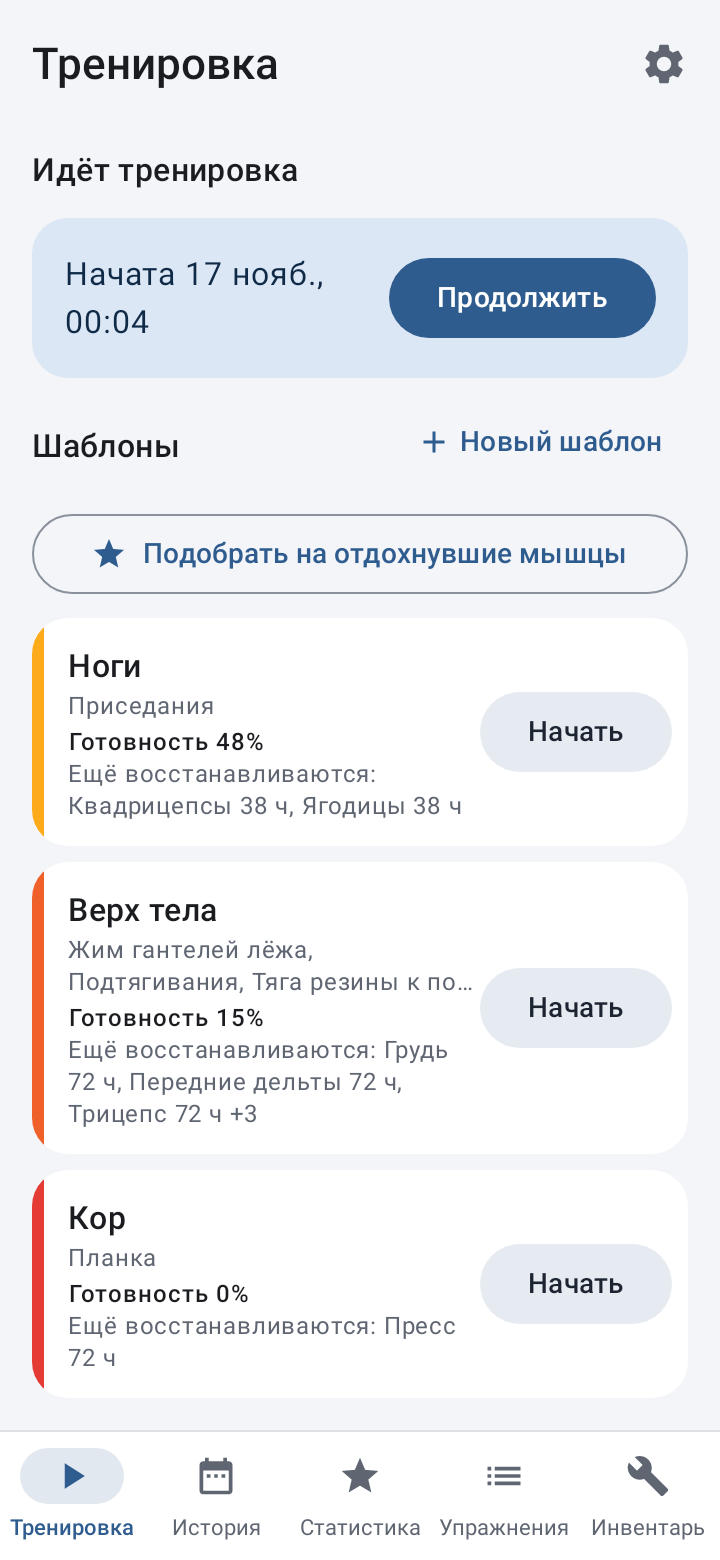 Тренировка
Идёт тренировка
Начата 17 нояб.,
00:04
Продолжить
Шаблоны
Новый шаблон
Подобрать на отдохнувшие мышцы
Ноги
Приседания
Готовность 48%
Ещё восстанавливаются:
Квадрицепсы 38 ч, Ягодицы 38 ч
Начать
Верх тела
Жим гантелей лёжа,
Подтягивания, Тяга резины к по…
Готовность 15%
Ещё восстанавливаются: Грудь
72 ч, Передние дельты 72 ч,
Трицепс 72 ч +3
Начать
Кор
Планка
Готовность 0%
Ещё восстанавливаются: Пресс
72 ч
Начать
Тренировка
История
Статистика
Упражнения
Инвентарь